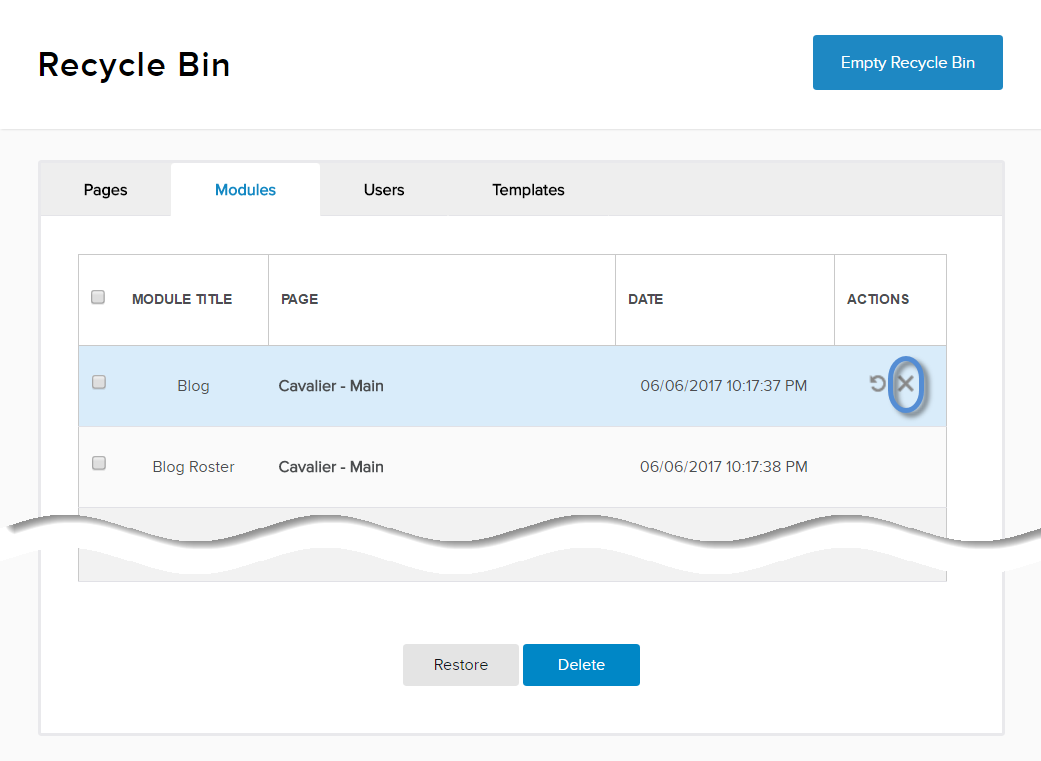 Recycle Bin
Empty Recycle Bin
Pages Modules Users Templates
MODULE TITLE PAGE DATE ACTIONS
Blog Cavalier - Main 06/06/2017 10:17:37 PM
Blog Roster Cavalier - Main 06/06/2017 10:17:38 PM
Restore Delete